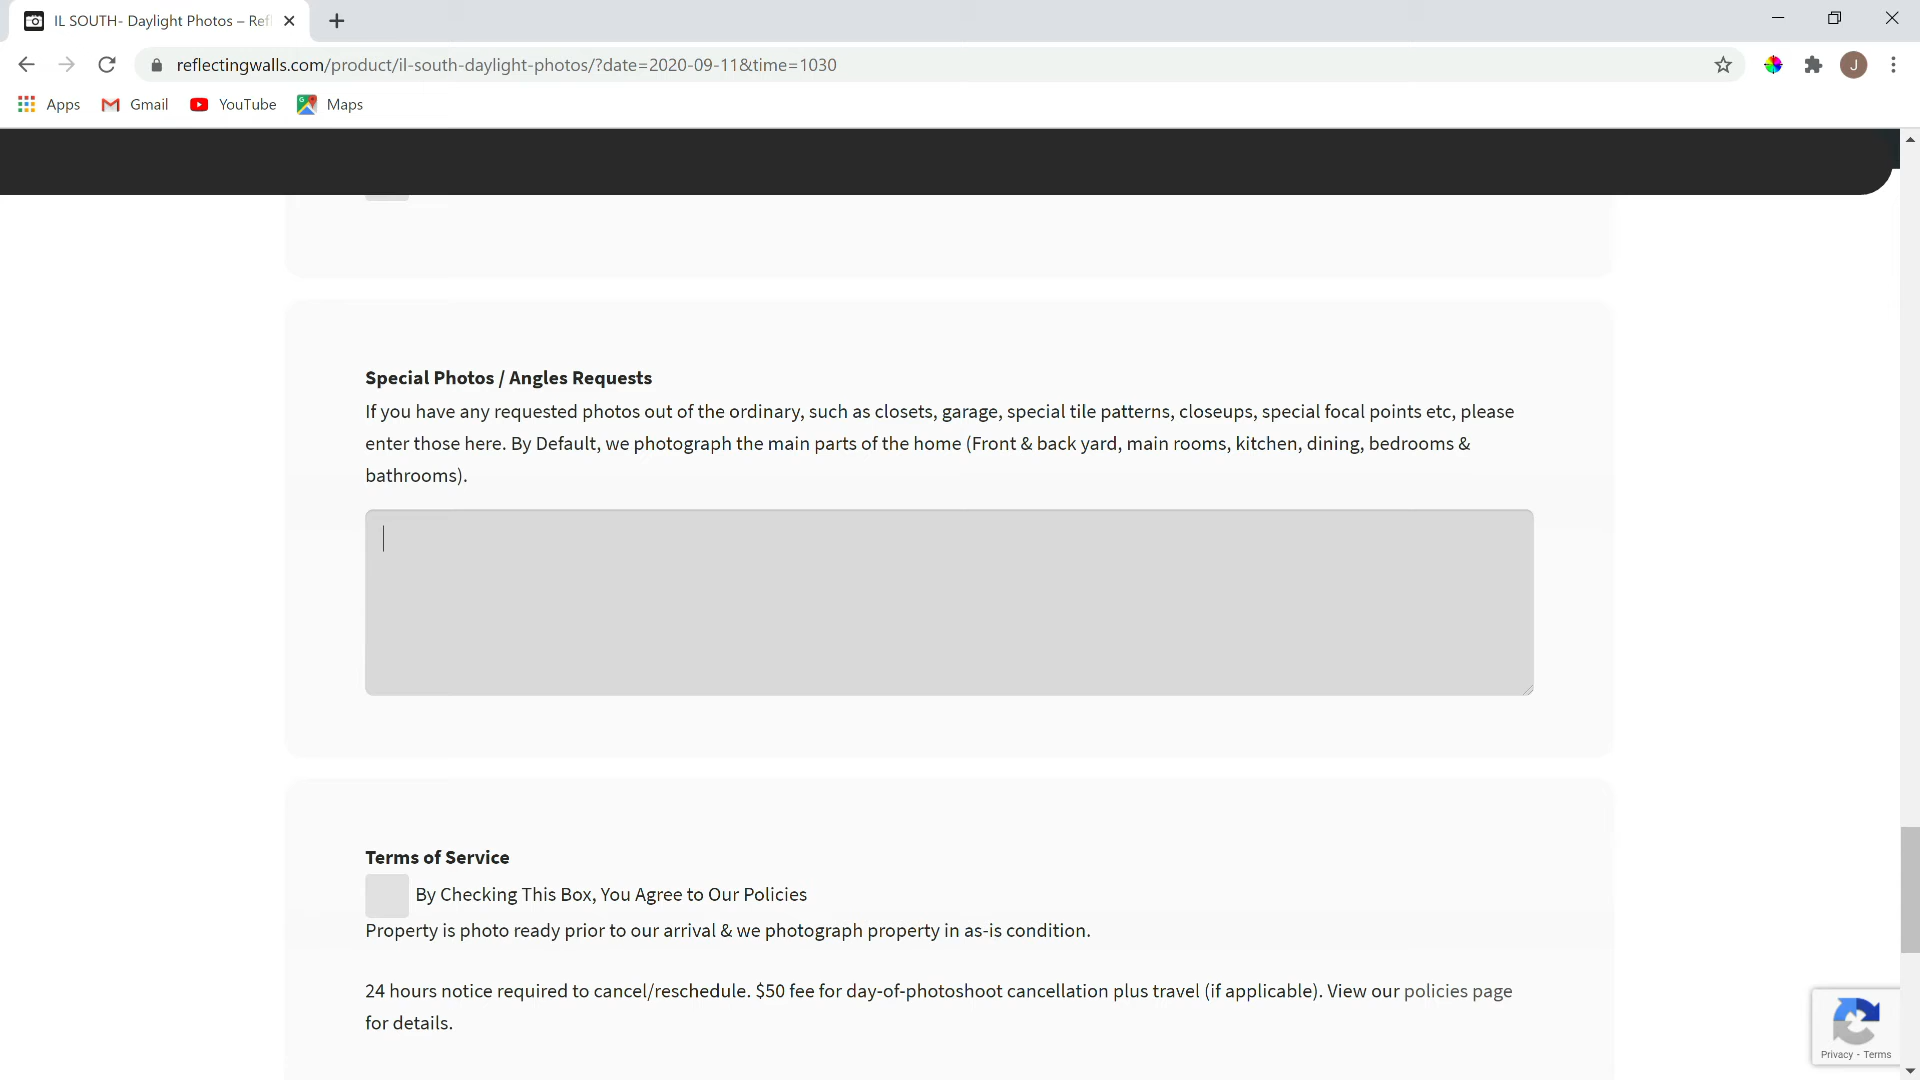 IL SOUTH- Daylight Photos – Refl
reflectingwalls.com/product/il-south-daylight-photos/?date=2020-09-11&time=1030
J
Apps
Gmail
YouTube
Maps
Special Photos / Angles Requests
If you have any requested photos out of the ordinary, such as closets, garage, special tile patterns, closeups, special focal points etc, please
enter those here. By Default, we photograph the main parts of the home (Front & back yard, main rooms, kitchen, dining, bedrooms &
bathrooms).
Terms of Service
By Checking This Box, You Agree to Our Policies
Property is photo ready prior to our arrival & we photograph property in as-is condition.
24 hours notice required to cancel/reschedule. $50 fee for day-of-photoshoot cancellation plus travel (if applicable). View our policies page
for details.
Privacy - Terms